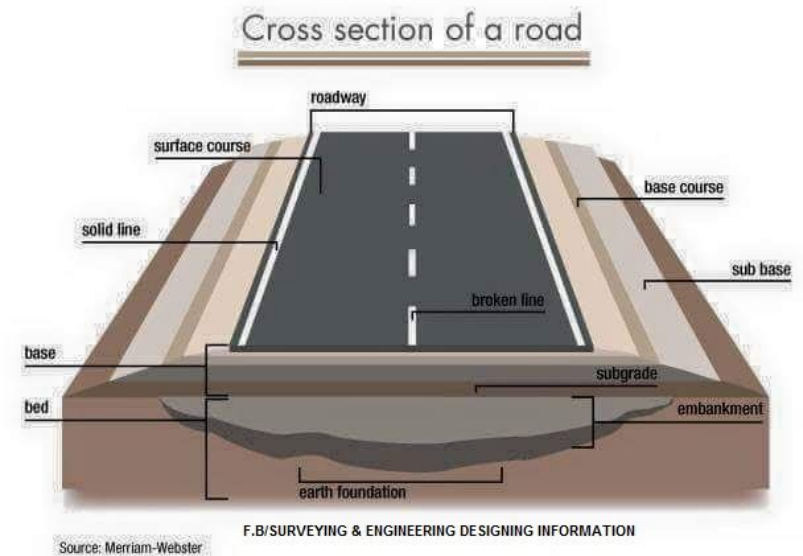 Cross section of a road
roadway
surface course
base course
solid line
sub base
broken line
base
subgrade
bed
embankment
earth foundation
F.B/SURVEYING & ENGINEERING DESIGNING INFORMATION
Source: Merriam-Webster